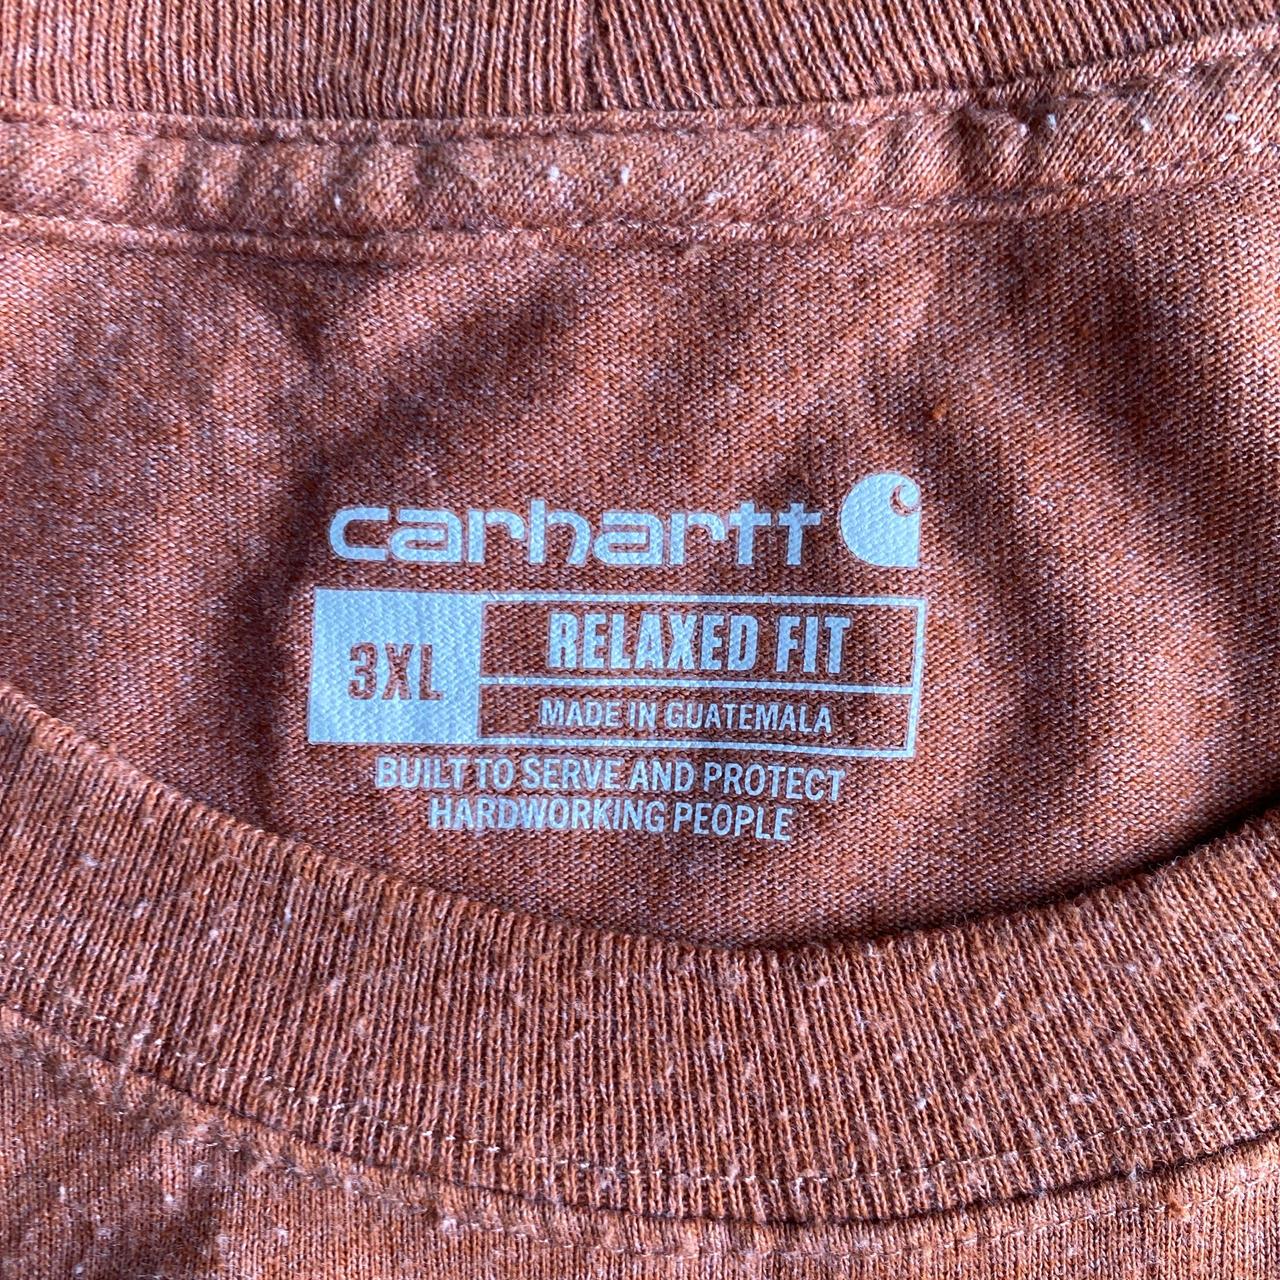 carhartt
3XL
RELAXED FIT
MADE IN GUATEMALA
BUILT TO SERVE AND PROTECT
HARDWORKING PEOPLE